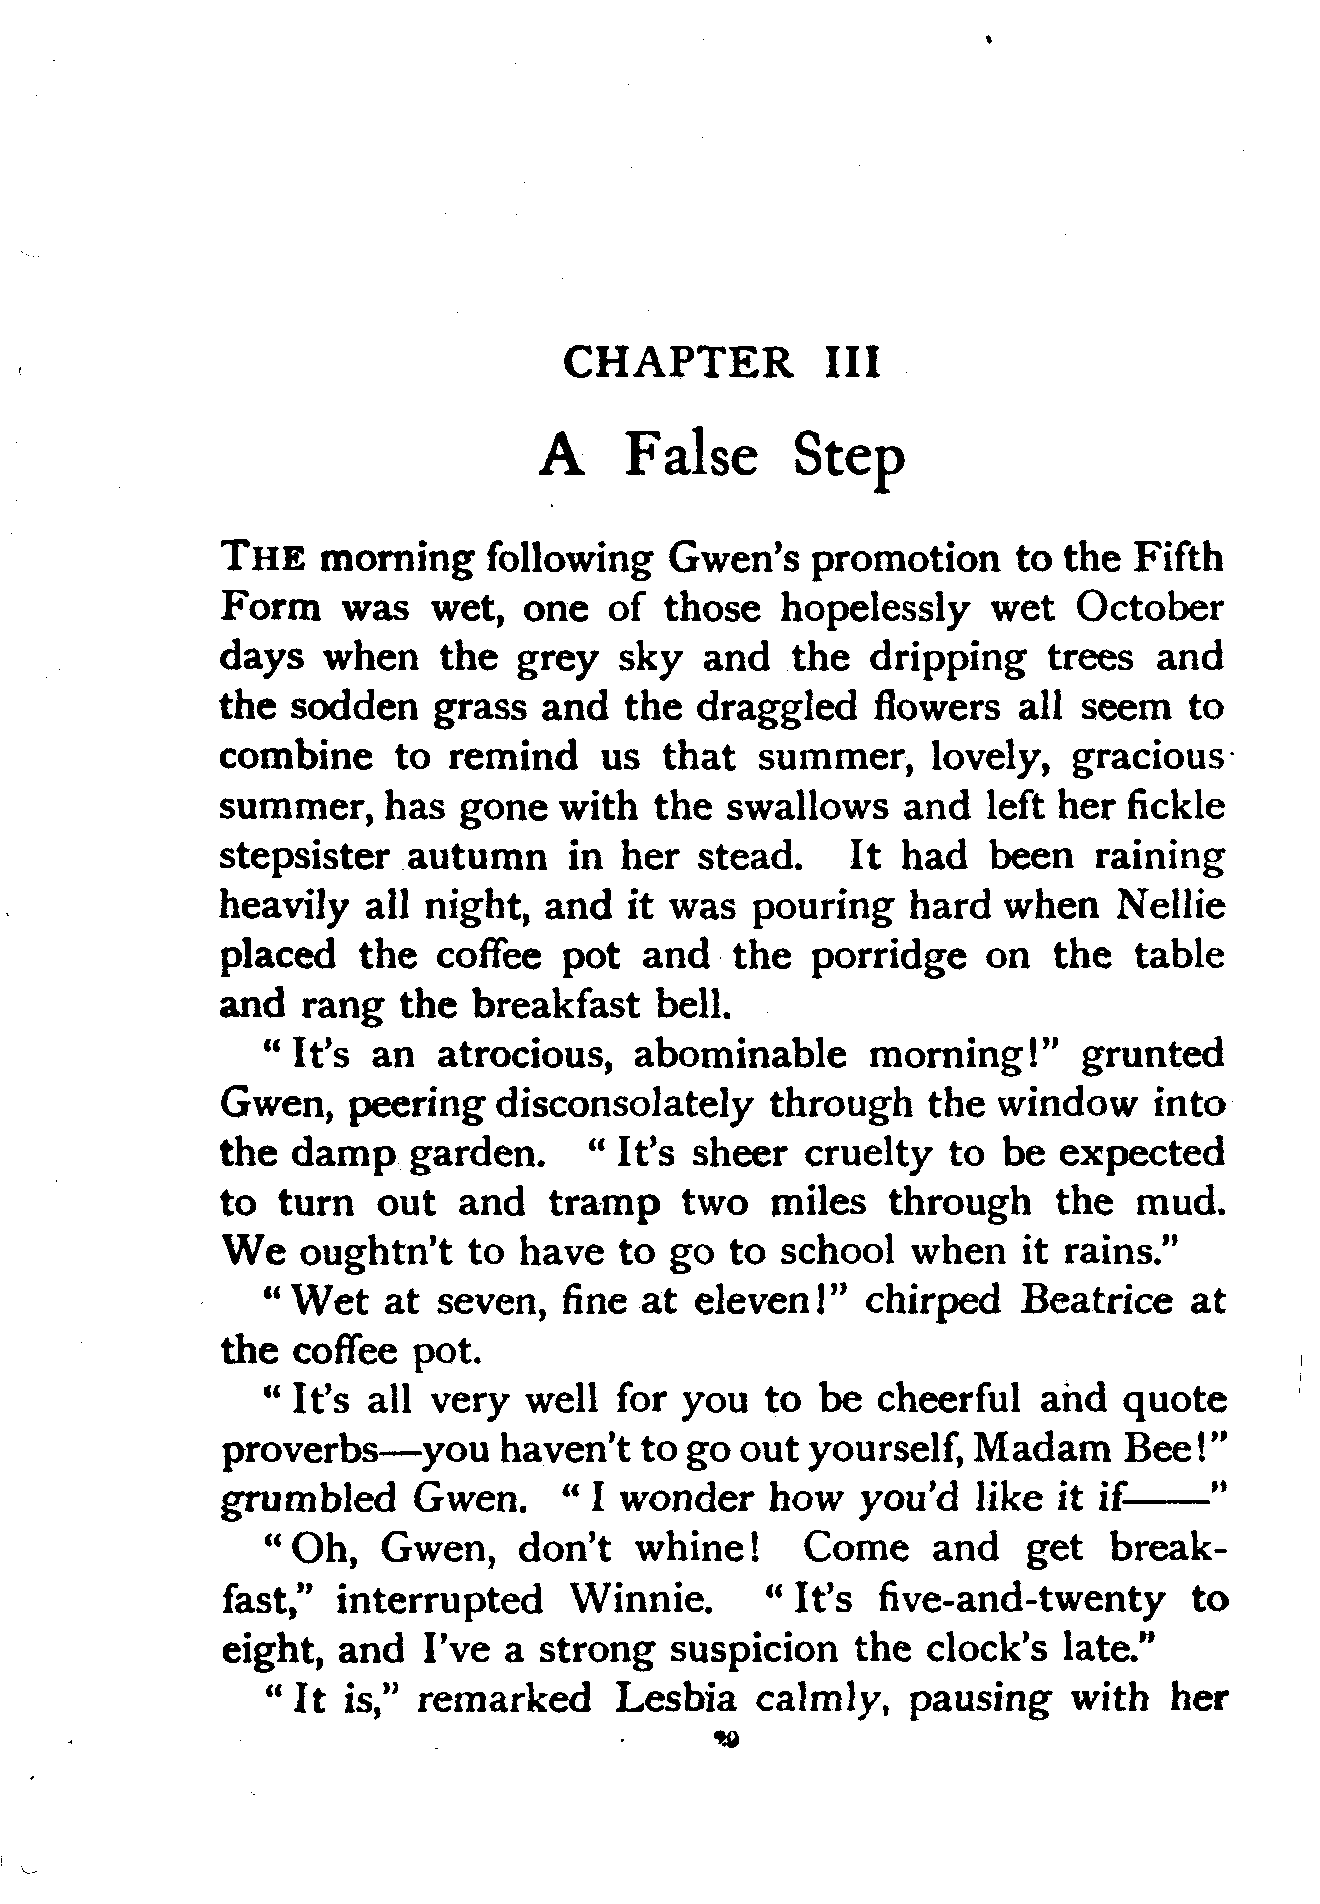 CHAPTER III
A False Step
THE morning following Gwen's promotion to the Fifth
Form was wet, one of those hopelessly wet October
days when the grey sky and the dripping trees and
the sodden grass and the draggled flowers all seem to
combine to remind us that summer, lovely, gracious
summer, has gone with the swallows and left her fickle
stepsister autumn in her stead. It had been raining
heavily all night, and it was pouring hard when Nellie
placed the coffee pot and the porridge on the table
and rang the breakfast bell.
"It's an atrocious, abominable morning!" grunted
Gwen, peering disconsolately through the window into
the damp garden. "It's sheer cruelty to be expected
to turn out and tramp two miles through the mud.
We oughtn't to have to go to school when it rains."
"Wet at seven, fine at eleven!" chirped Beatrice at
the coffee pot.
"It's all very well for you to be cheerful and quote
proverbs—you haven't to go out yourself, Madam Bee!"
grumbled Gwen. "I wonder how you'd like it if——"
"Oh, Gwen, don't whine! Come and get break-
fast," interrupted Winnie. "It's five-and-twenty to
eight, and I've a strong suspicion the clock's late."
"It is," remarked Lesbia calmly, pausing with her